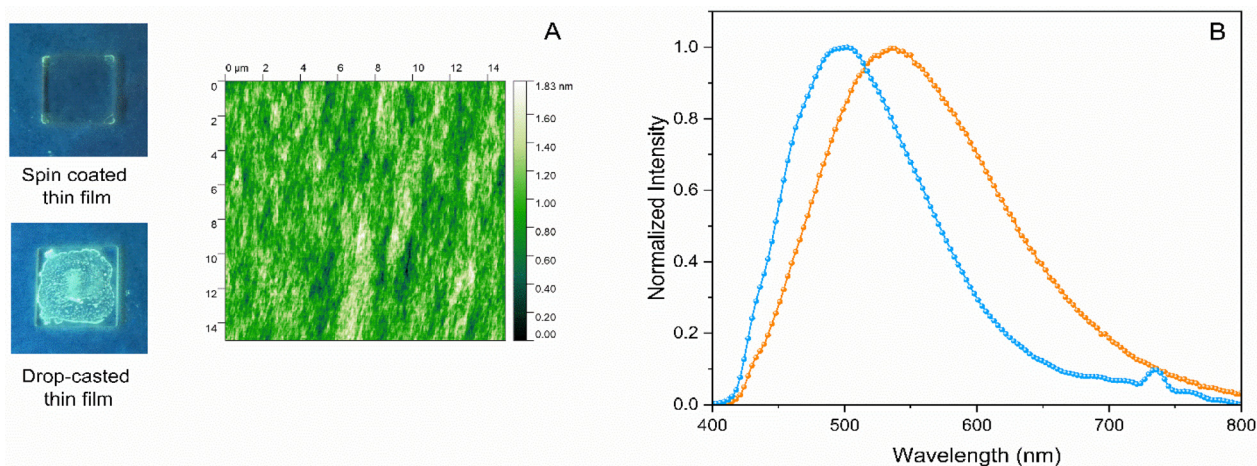 A
Spin coated
thin film
Drop-casted
thin film
0 µm 2 4 6 8 10 12 14
0
2
4
6
8
10
12
14
1.83 nm
1.60
1.40
1.20
1.00
0.80
0.60
0.40
0.20
0.00
B
Normalized Intensity
1.0
0.8
0.6
0.4
0.2
0.0
400 500 600 700 800
Wavelength (nm)